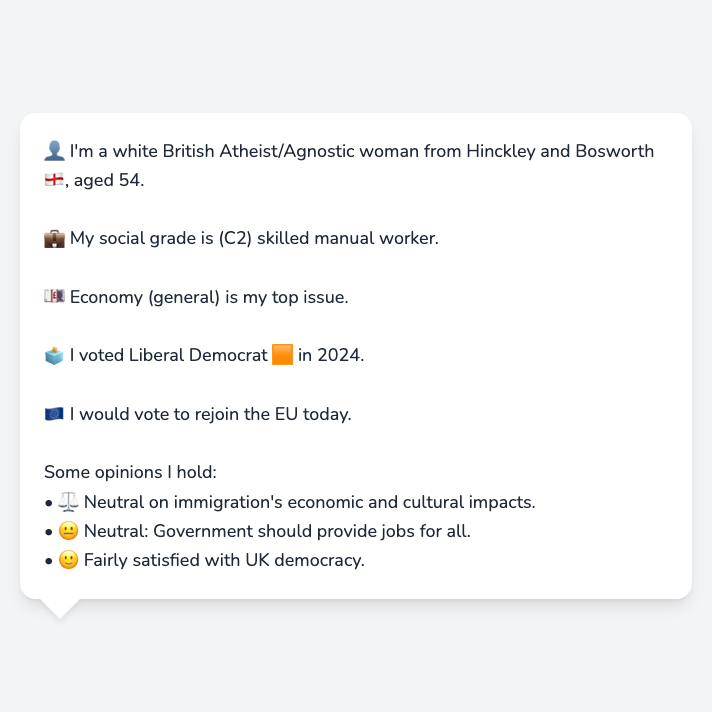 👤 I'm a white British Atheist/Agnostic woman from Hinckley and Bosworth
🏴󠁧󠁢󠁥󠁮󠁧󠁿, aged 54.
💼 My social grade is (C2) skilled manual worker.
💷 Economy (general) is my top issue.
🗳️ I voted Liberal Democrat 🟧 in 2024.
🇪🇺 I would vote to rejoin the EU today.
Some opinions I hold:
• ⚖️ Neutral on immigration's economic and cultural impacts.
• 😐 Neutral: Government should provide jobs for all.
• 🙂 Fairly satisfied with UK democracy.